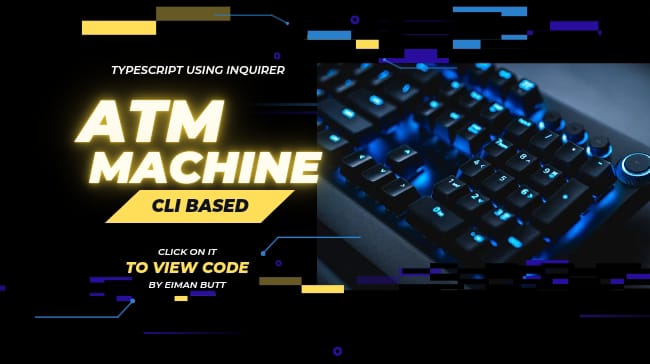 TYPESCRIPT USING INQUIRER
ATM
MACHINE
CLI BASED
CLICK ON IT
TO VIEW CODE
BY EIMAN BUTT